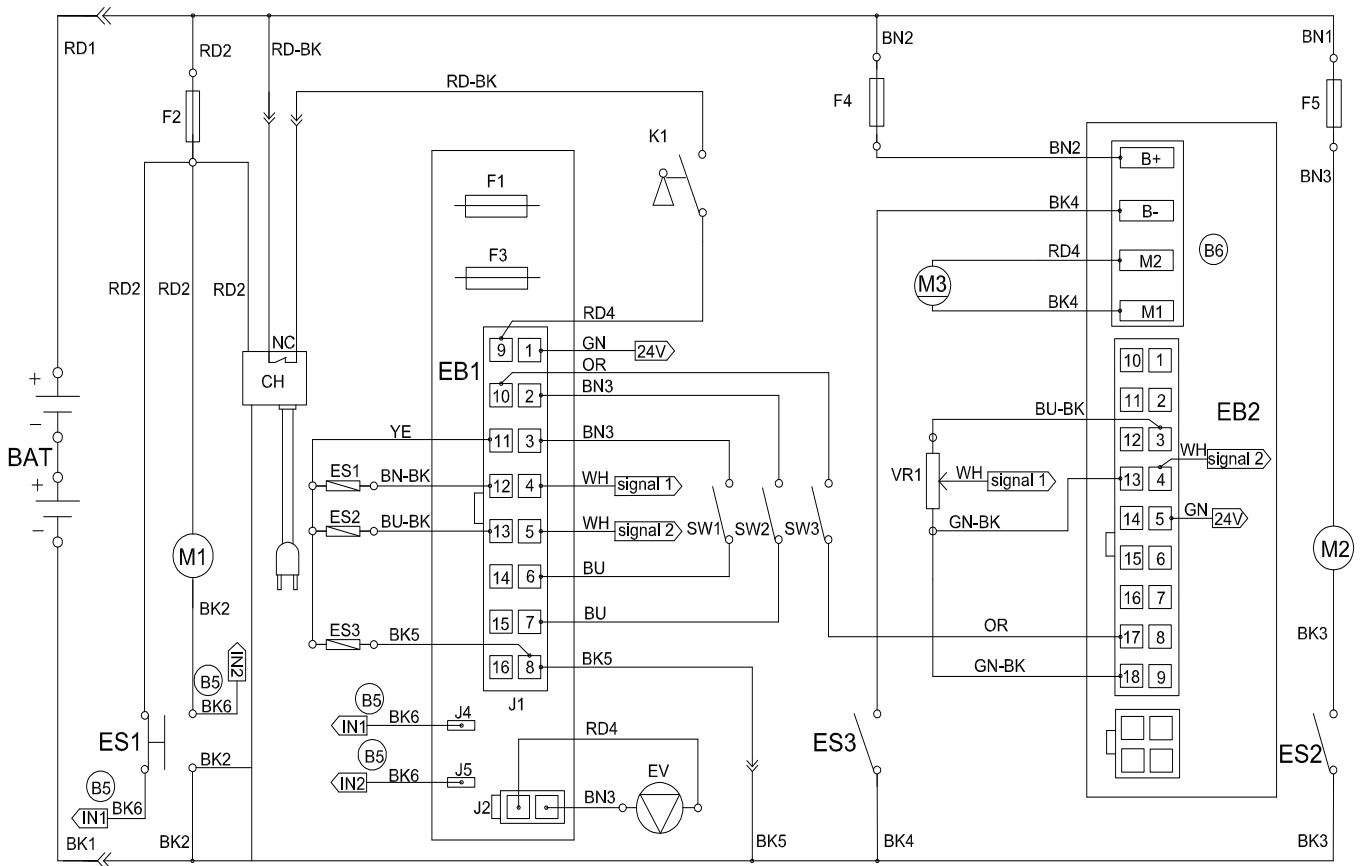 RD1
RD2
RD-BK
BN2
BN1
F2
RD-BK
F4
F5
K1
F1
BN2
B+
BN3
BK4
B-
F3
RD4
M2
B6
M3
BK4
M1
RD2
RD2
RD2
RD4
NC
CH
9
1
GN
24V
EB1
OR
10
2
BN3
10
1
11
2
EB2
BU-BK
12
3
YE
11
3
BN3
WH
signal 2
BAT
+
-
+
-
ES1
BN-BK
12
4
WH
signal 1
VR1
WH
signal 1
13
4
ES2
BU-BK
13
5
WH
signal 2
SW1
SW2
SW3
GN-BK
14
5
GN
24V
M1
M2
15
6
14
6
BU
16
7
BK2
15
7
BU
ES3
BK5
OR
17
8
BK3
16
8
BK5
GN-BK
18
9
IN2
B5
BK6
J1
B5
IN1
BK6
J4
RD4
ES1
BK2
B5
IN2
BK6
J5
EV
ES3
ES2
B5
IN1
BK6
J2
BN3
BK1
BK2
BK5
BK4
BK3